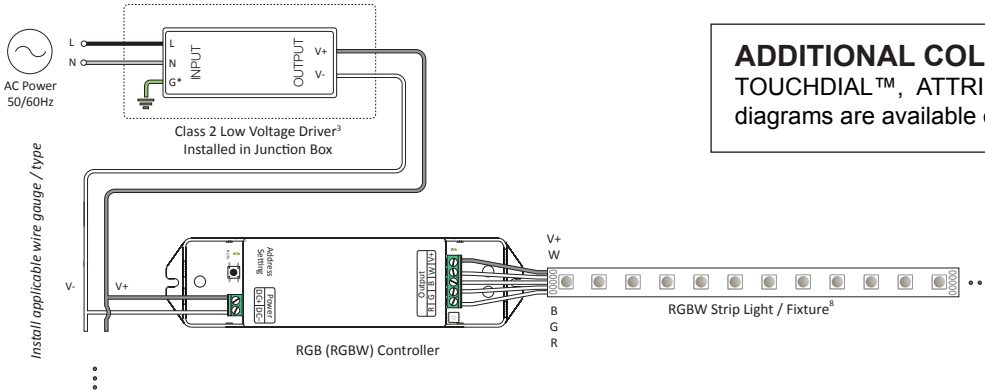 L
N
AC Power
50/60Hz
L
N
G*
INPUT
OUTPUT
V+
V-
Class 2 Low Voltage Driver³
Installed in Junction Box
ADDITIONAL COL
TOUCHDIAL™, ATTRI
diagrams are available
Install applicable wire gauge / type
V-
V+
Address
Setting
Power
DC+|DC-
Output
R | G | B | W | V+
RGB (RGBW) Controller
V+
W
B
G
R
RGBW Strip Light / Fixture⁸